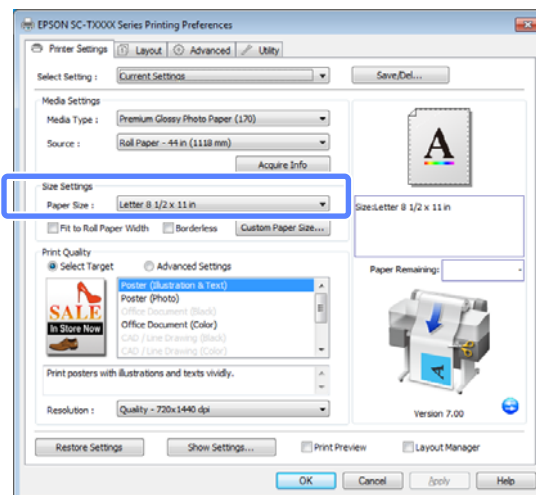 EPSON SC-TXXXX Series Printing Preferences
Printer Settings Layout Advanced Utility
Select Setting : Current Settings Save/Del...
Media Settings
Media Type : Premium Glossy Photo Paper (170)
Source : Roll Paper - 44 in (1118 mm)
Acquire Info
A
Size Settings
Paper Size : Letter 8 1/2 x 11 in
Size:Letter 8 1/2 x 11 in
Fit to Roll Paper Width Borderless Custom Paper Size...
Print Quality
Select Target Advanced Settings
Paper Remaining: -
SALE
In Store Now
Poster (Illustration & Text)
Poster (Photo)
Office Document (Black)
Office Document (Color)
CAD / Line Drawing (Black)
CAD / Line Drawing (Color)
A
Print posters with illustrations and texts vividly.
Resolution : Quality - 720x1440 dpi
Version 7.00
Restore Settings Show Settings... Print Preview Layout Manager
OK Cancel Apply Help